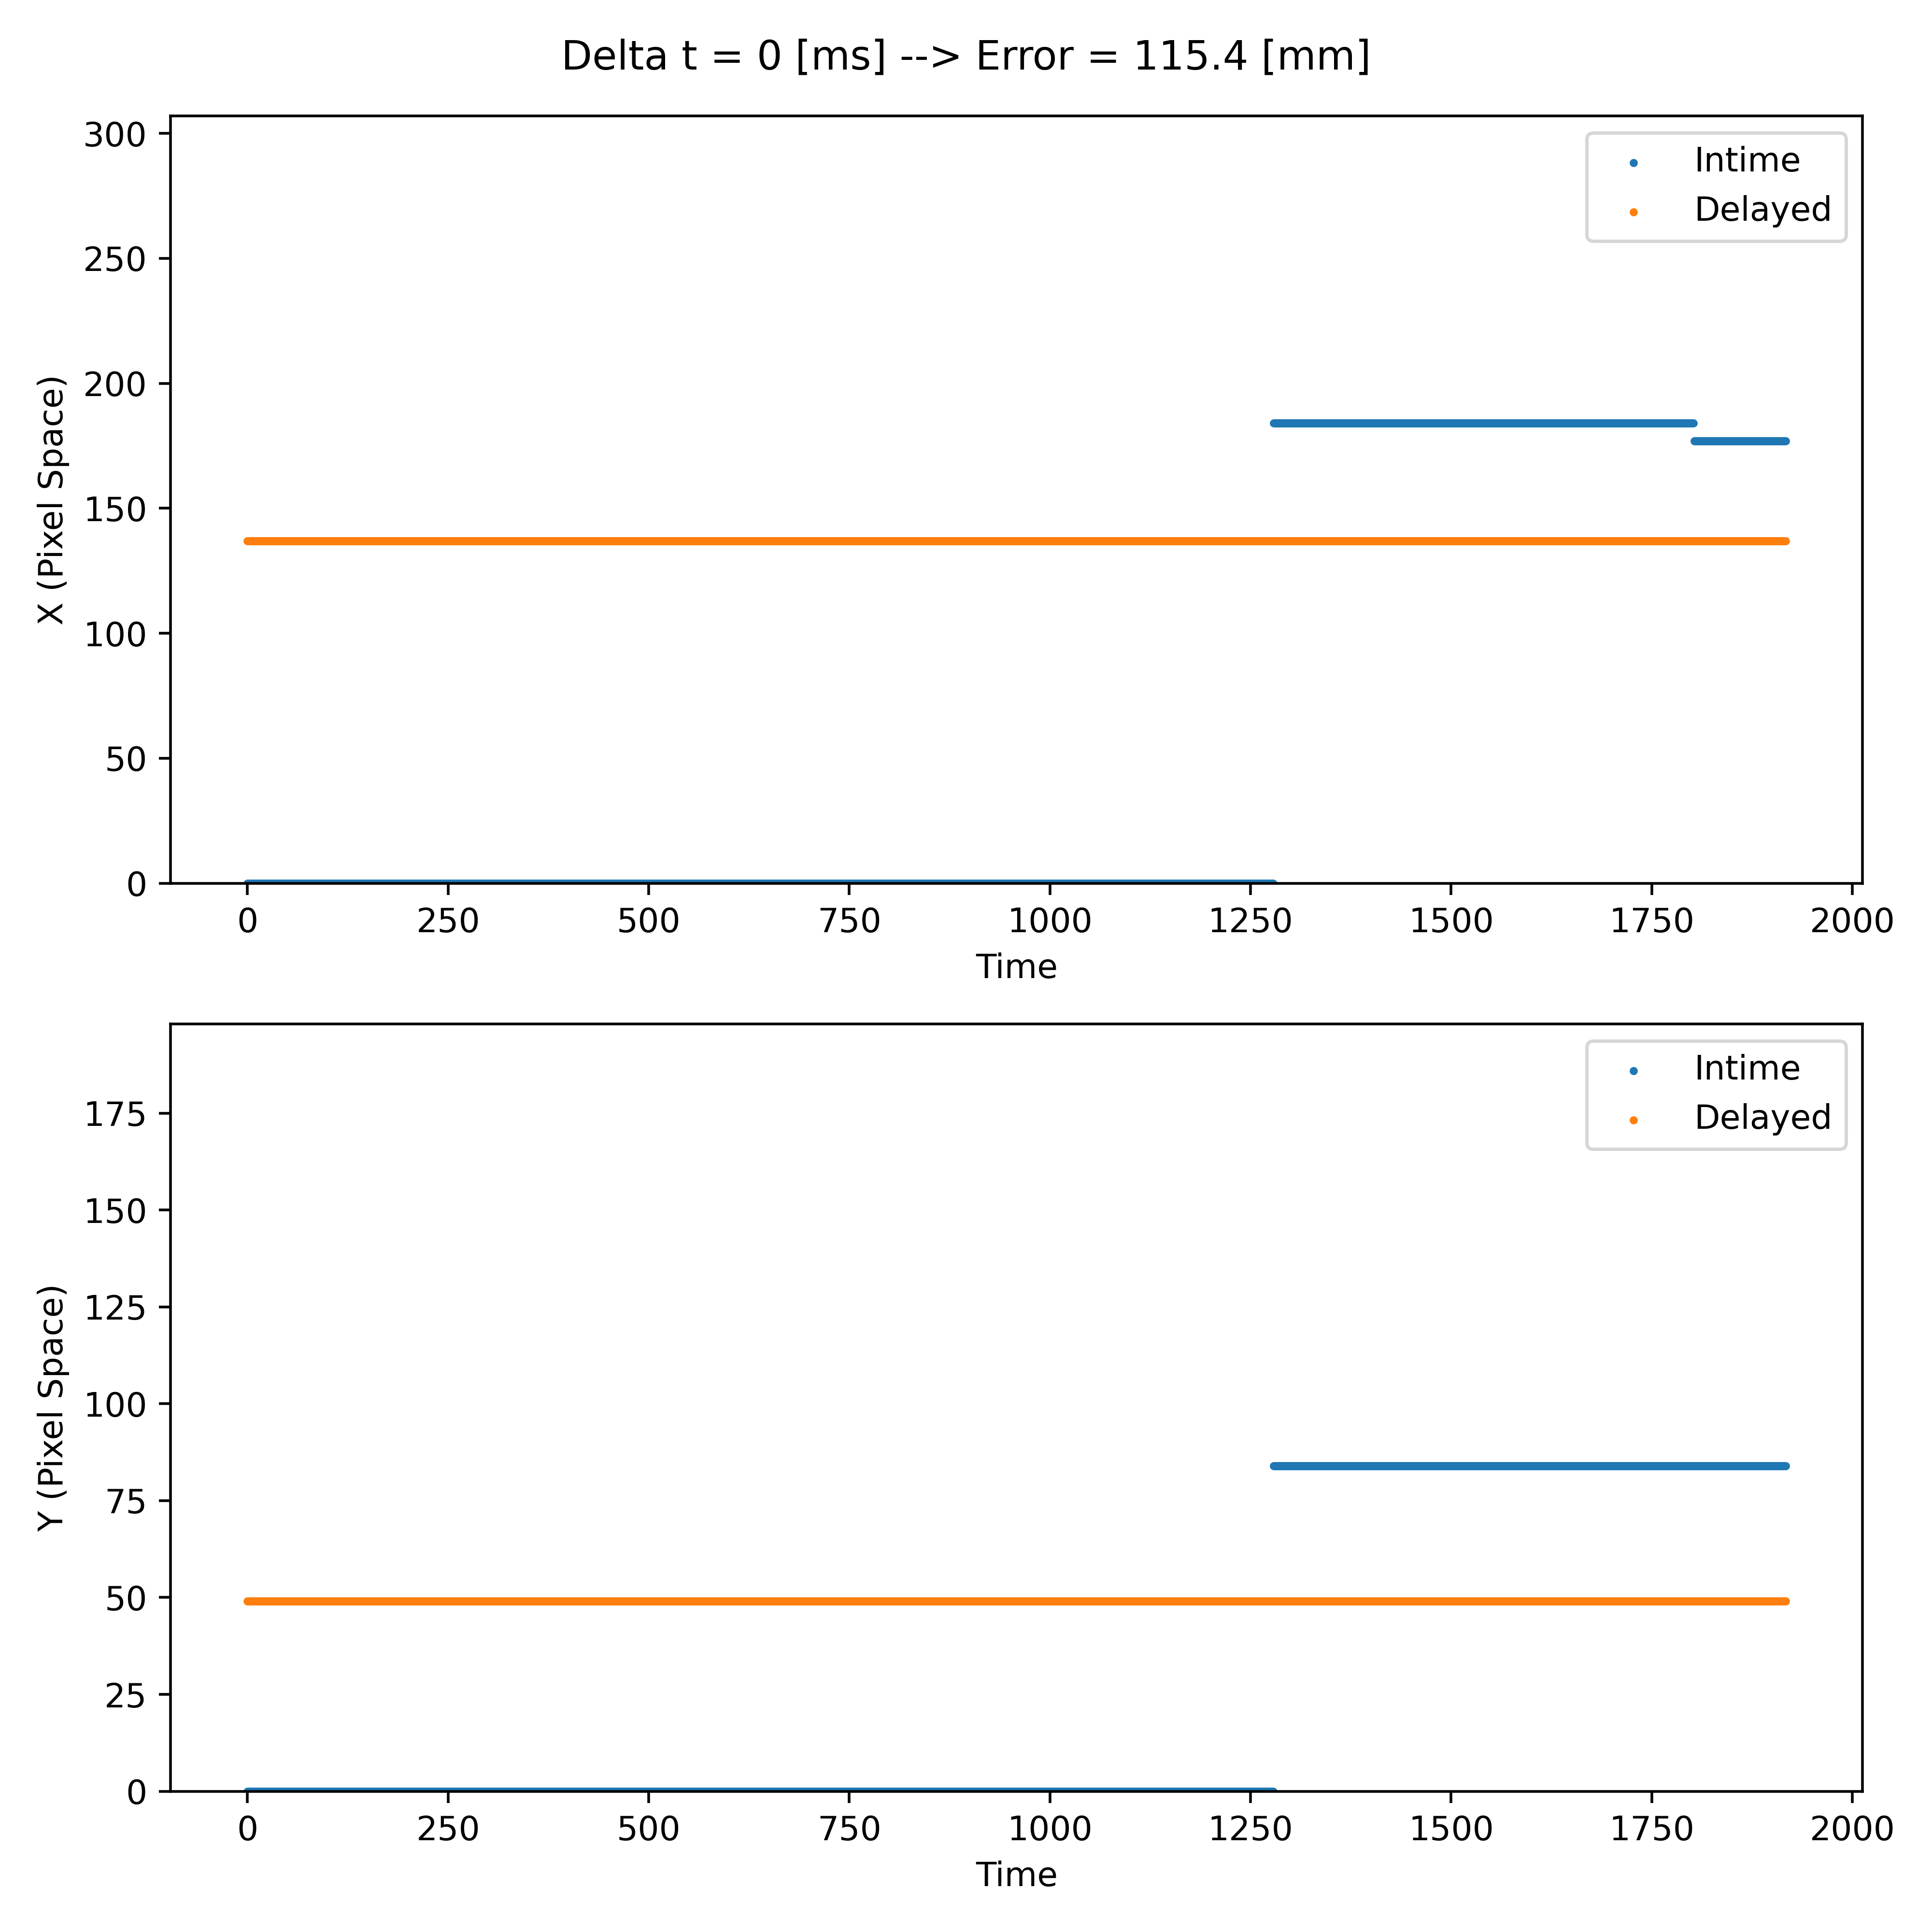 Delta t = 0 [ms] --> Error = 115.4 [mm]
300
250
200
150
100
50
0
X (Pixel Space)
Intime
Delayed
0 250 500 750 1000 1250 1500 1750 2000
Time
175
150
125
100
75
50
25
0
Y (Pixel Space)
Intime
Delayed
0 250 500 750 1000 1250 1500 1750 2000
Time